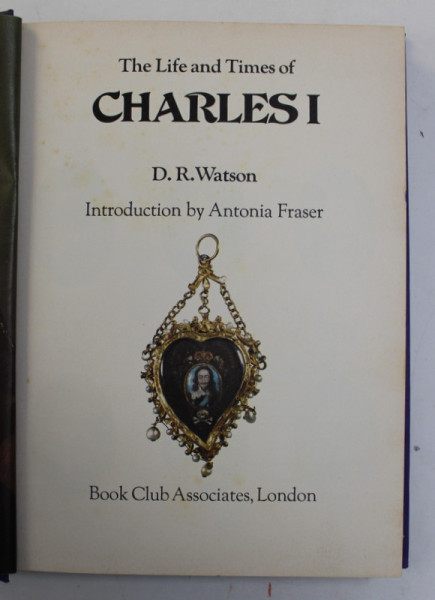 The Life and Times of
CHARLES I
D. R. Watson
Introduction by Antonia Fraser
Book Club Associates, London